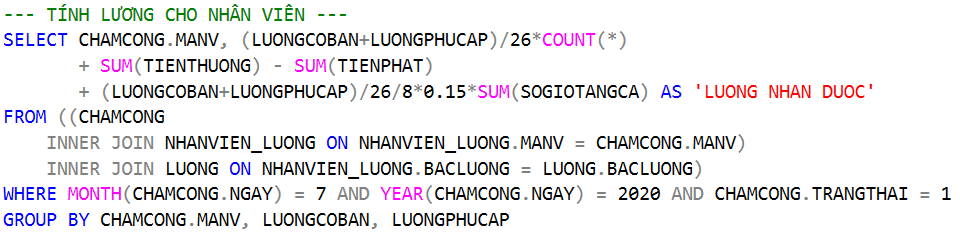 --- TÍNH LƯƠNG CHO NHÂN VIÊN ---
SELECT CHAMCONG.MANV, (LUONGCOBAN+LUONGPHUCAP)/26*COUNT(*)
+ SUM(TIENTHUONG) - SUM(TIENPHAT)
+ (LUONGCOBAN+LUONGPHUCAP)/26/8*0.15*SUM(SOGIOTANGCA) AS 'LUONG NHAN DUOC'
FROM ((CHAMCONG
INNER JOIN NHANVIEN_LUONG ON NHANVIEN_LUONG.MANV = CHAMCONG.MANV)
INNER JOIN LUONG ON NHANVIEN_LUONG.BACLUONG = LUONG.BACLUONG)
WHERE MONTH(CHAMCONG.NGAY) = 7 AND YEAR(CHAMCONG.NGAY) = 2020 AND CHAMCONG.TRANGTHAI = 1
GROUP BY CHAMCONG.MANV, LUONGCOBAN, LUONGPHUCAP